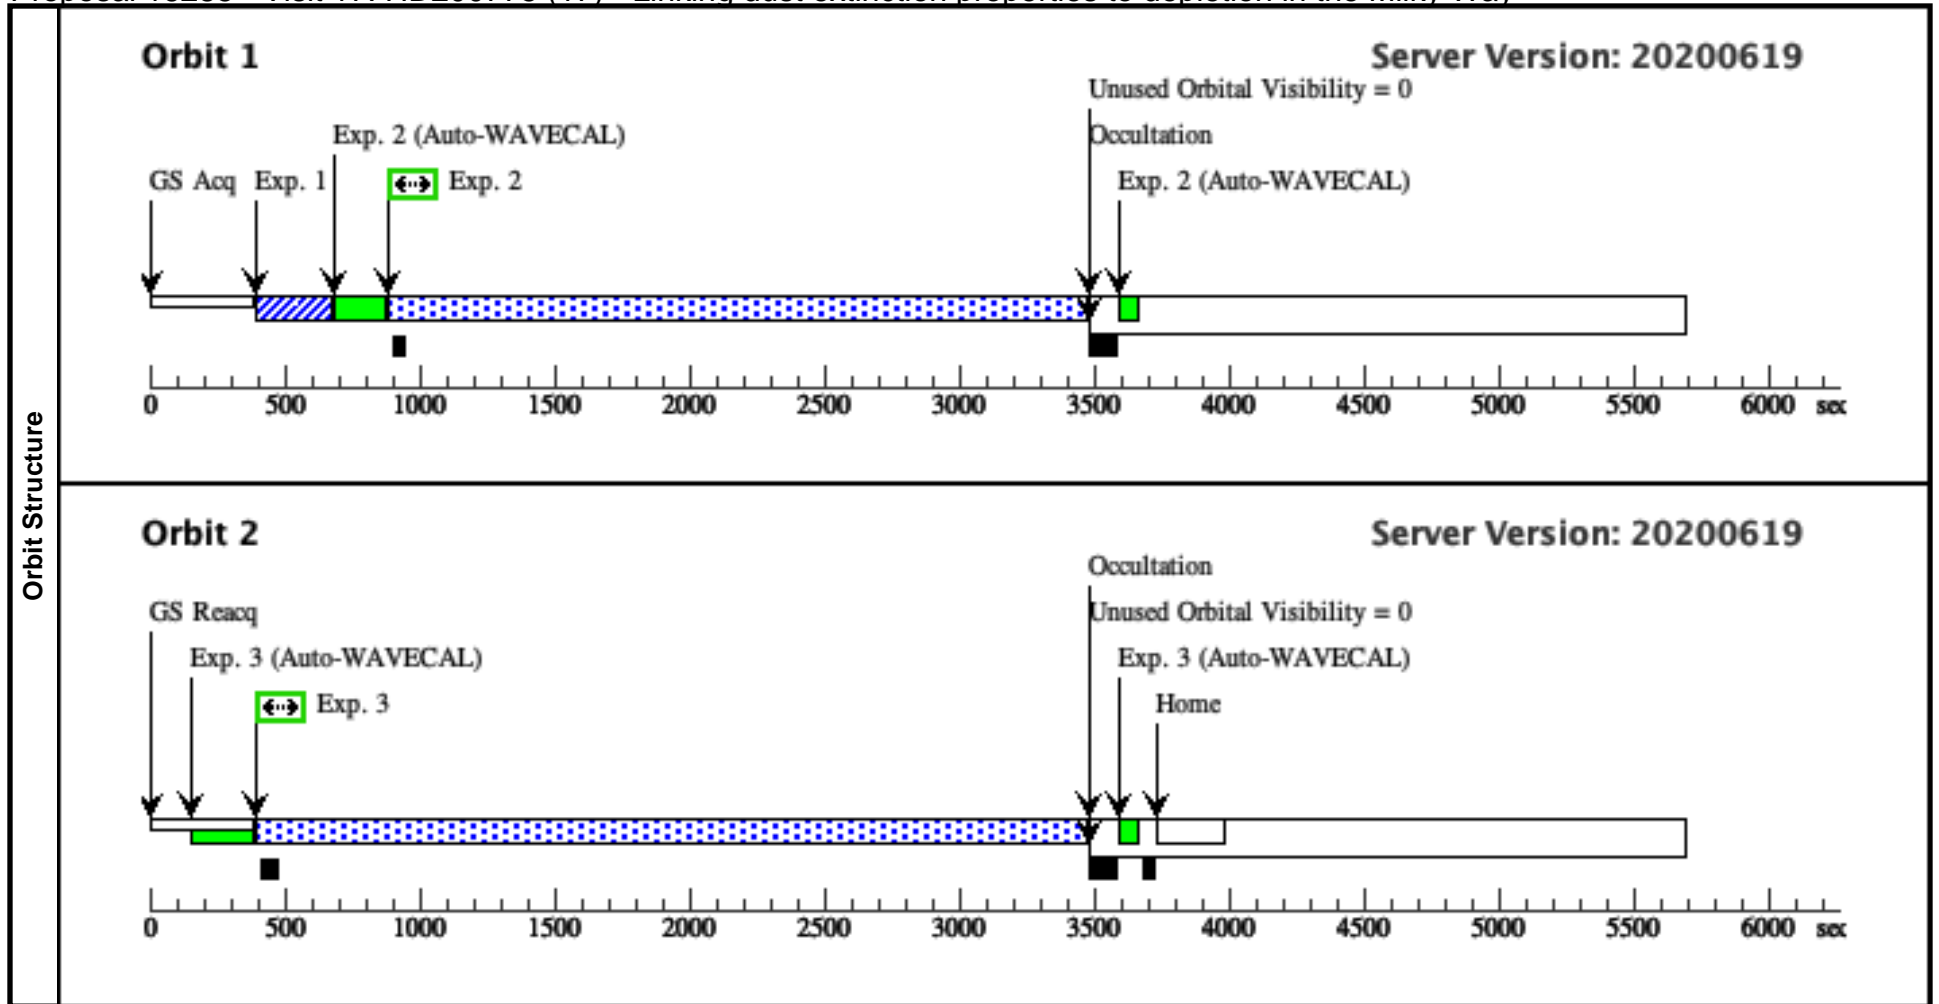 Orbit Structure
Orbit 1
Server Version: 20200619
Unused Orbital Visibility = 0
Exp. 2 (Auto-WAVECAL)
Occultation
GS Acq
Exp. 1
Exp. 2
Exp. 2 (Auto-WAVECAL)
0 500 1000 1500 2000 2500 3000 3500 4000 4500 5000 5500 6000 sec
Orbit 2
Server Version: 20200619
Occultation
GS Reacq
Unused Orbital Visibility = 0
Exp. 3 (Auto-WAVECAL)
Exp. 3 (Auto-WAVECAL)
Exp. 3
Home
0 500 1000 1500 2000 2500 3000 3500 4000 4500 5000 5500 6000 sec